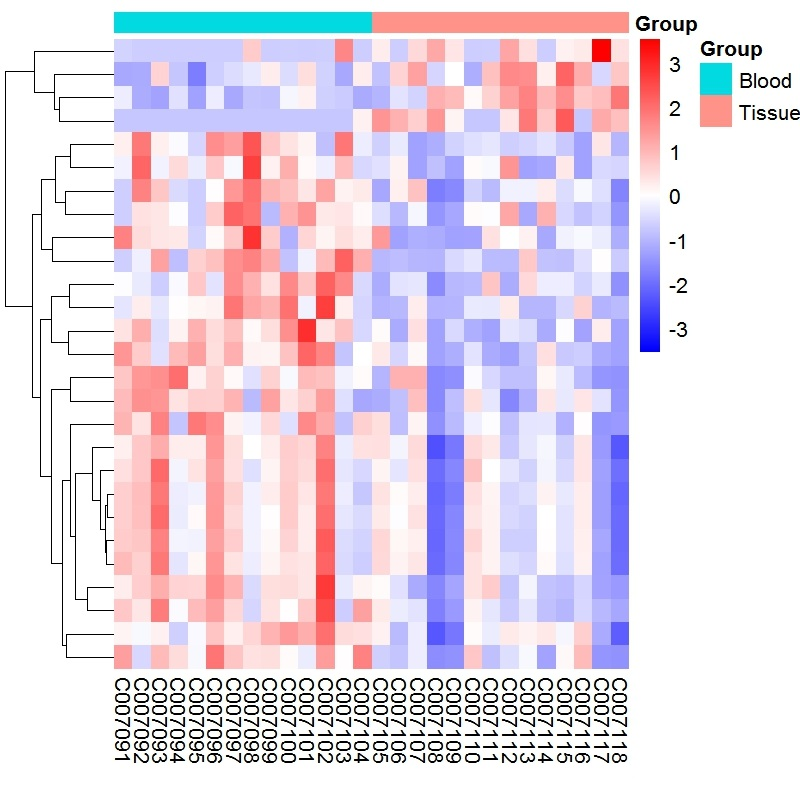 Group
3
2
1
0
-1
-2
-3
Group
Blood
Tissue
C007091
C007092
C007093
C007094
C007095
C007096
C007097
C007098
C007099
C007100
C007101
C007102
C007103
C007104
C007105
C007106
C007107
C007108
C007109
C007110
C007111
C007112
C007113
C007114
C007115
C007116
C007117
C007118